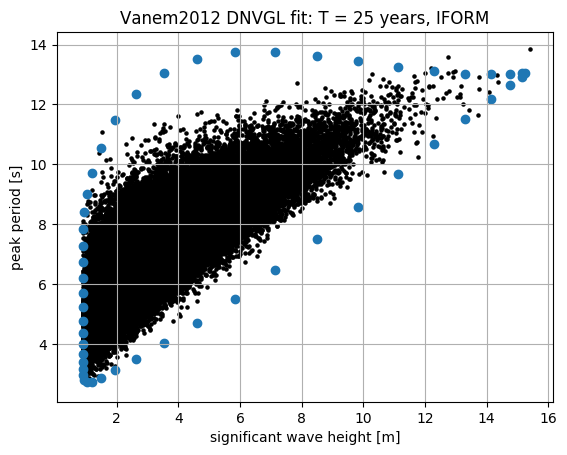 Vanem2012 DNVGL fit: T = 25 years, IFORM
14
12
10
8
6
4
peak period [s]
2 4 6 8 10 12 14 16
significant wave height [m]